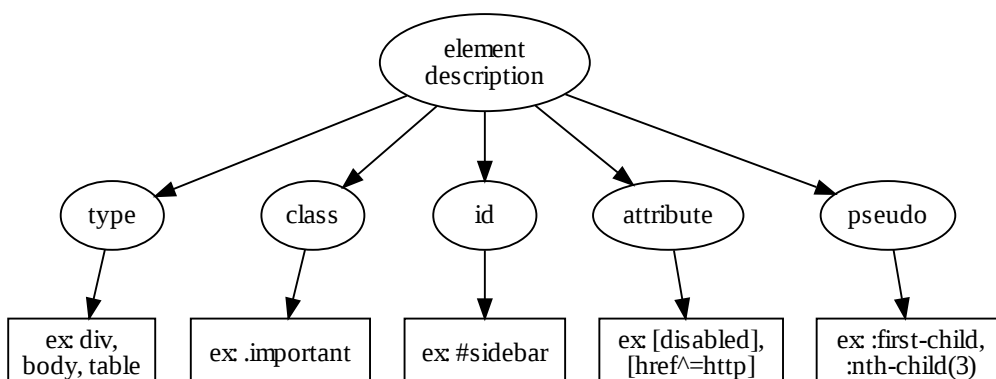 element
description
type
class
id
attribute
pseudo
ex: div,
body, table
ex: .important
ex: #sidebar
ex: [disabled],
[href^=http]
ex: :first-child,
:nth-child(3)